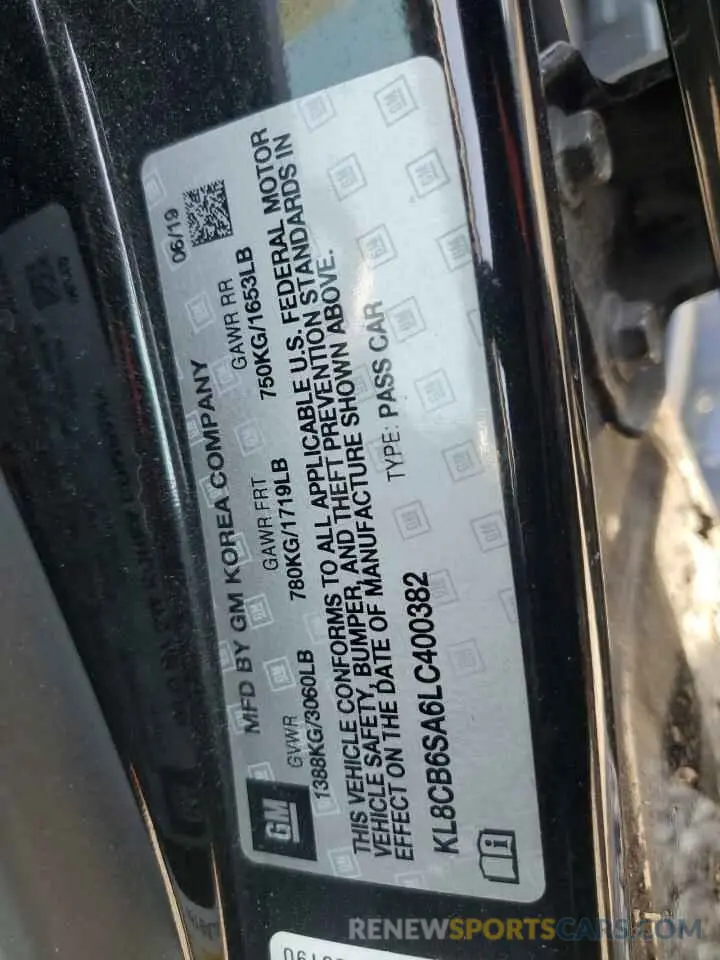 06/19
MFD BY GM KOREA COMPANY
GVWR GAWR FRT GAWR RR
1388KG/3060LB 780KG/1719LB 750KG/1653LB
THIS VEHICLE CONFORMS TO ALL APPLICABLE U.S. FEDERAL MOTOR
VEHICLE SAFETY, BUMPER, AND THEFT PREVENTION STANDARDS IN
EFFECT ON THE DATE OF MANUFACTURE SHOWN ABOVE.
TYPE: PASS CAR
KL8CB6SA6LC400382
GM
RENEWSPORTSCARS.COM